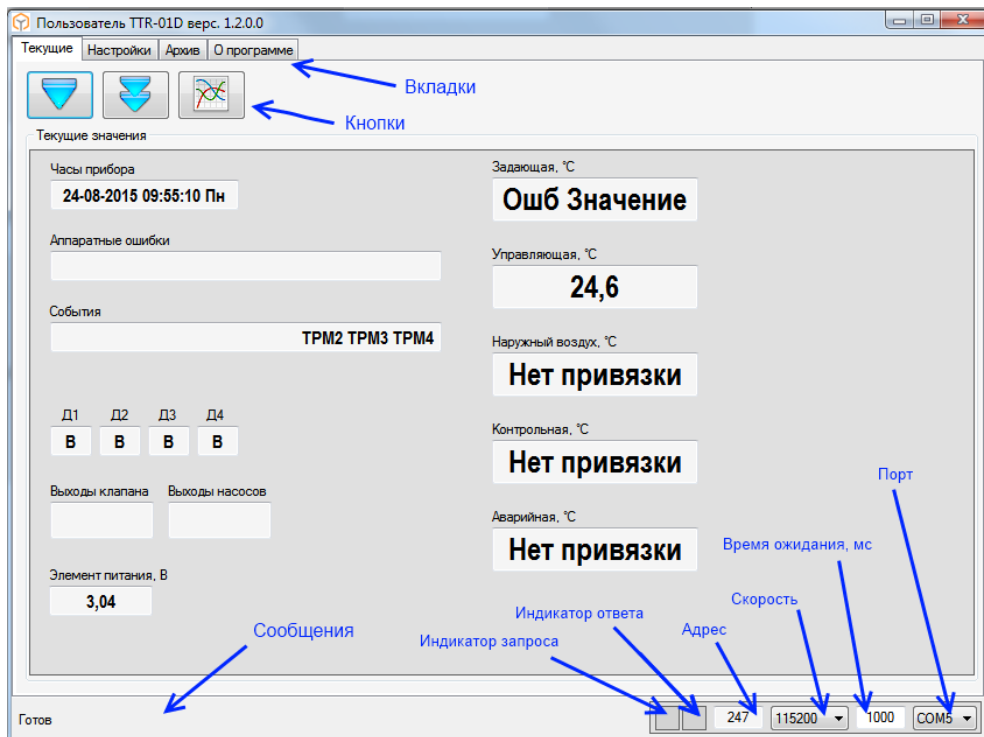 Пользователь TTR-01D верс. 1.2.0.0
Текущие Настройки Архив О программе
Вкладки
Кнопки
Текущие значения
Часы прибора
24-08-2015 09:55:10 Пн
Аппаратные ошибки
События
ТРМ2 ТРМ3 ТРМ4
Д1 Д2 Д3 Д4
В В В В
Выходы клапана Выходы насосов
Элемент питания, В
3,04
Задающая, °С
Ошб Значение
Управляющая, °С
24,6
Наружный воздух, °С
Нет привязки
Контрольная, °С
Нет привязки
Аварийная, °С
Нет привязки
Порт
Время ожидания, мс
Скорость
Адрес
Индикатор ответа
Индикатор запроса
Сообщения
Готов
247 115200 1000 COM5